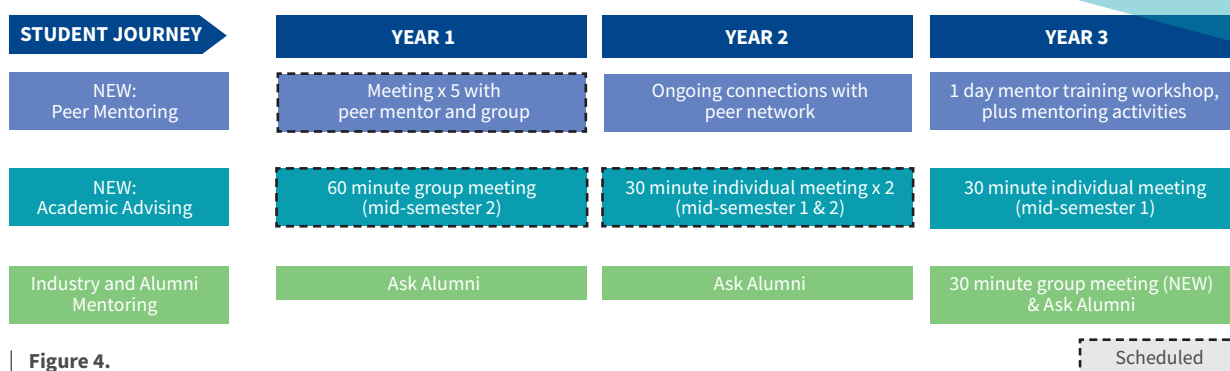 STUDENT JOURNEY
YEAR 1
YEAR 2
YEAR 3
NEW:
Peer Mentoring
Meeting x 5 with
peer mentor and group
Ongoing connections with
peer network
1 day mentor training workshop,
plus mentoring activities
NEW:
Academic Advising
60 minute group meeting
(mid-semester 2)
30 minute individual meeting x 2
(mid-semester 1 & 2)
30 minute individual meeting
(mid-semester 1)
Industry and Alumni
Mentoring
Ask Alumni
Ask Alumni
30 minute group meeting (NEW)
& Ask Alumni
Figure 4.
Scheduled